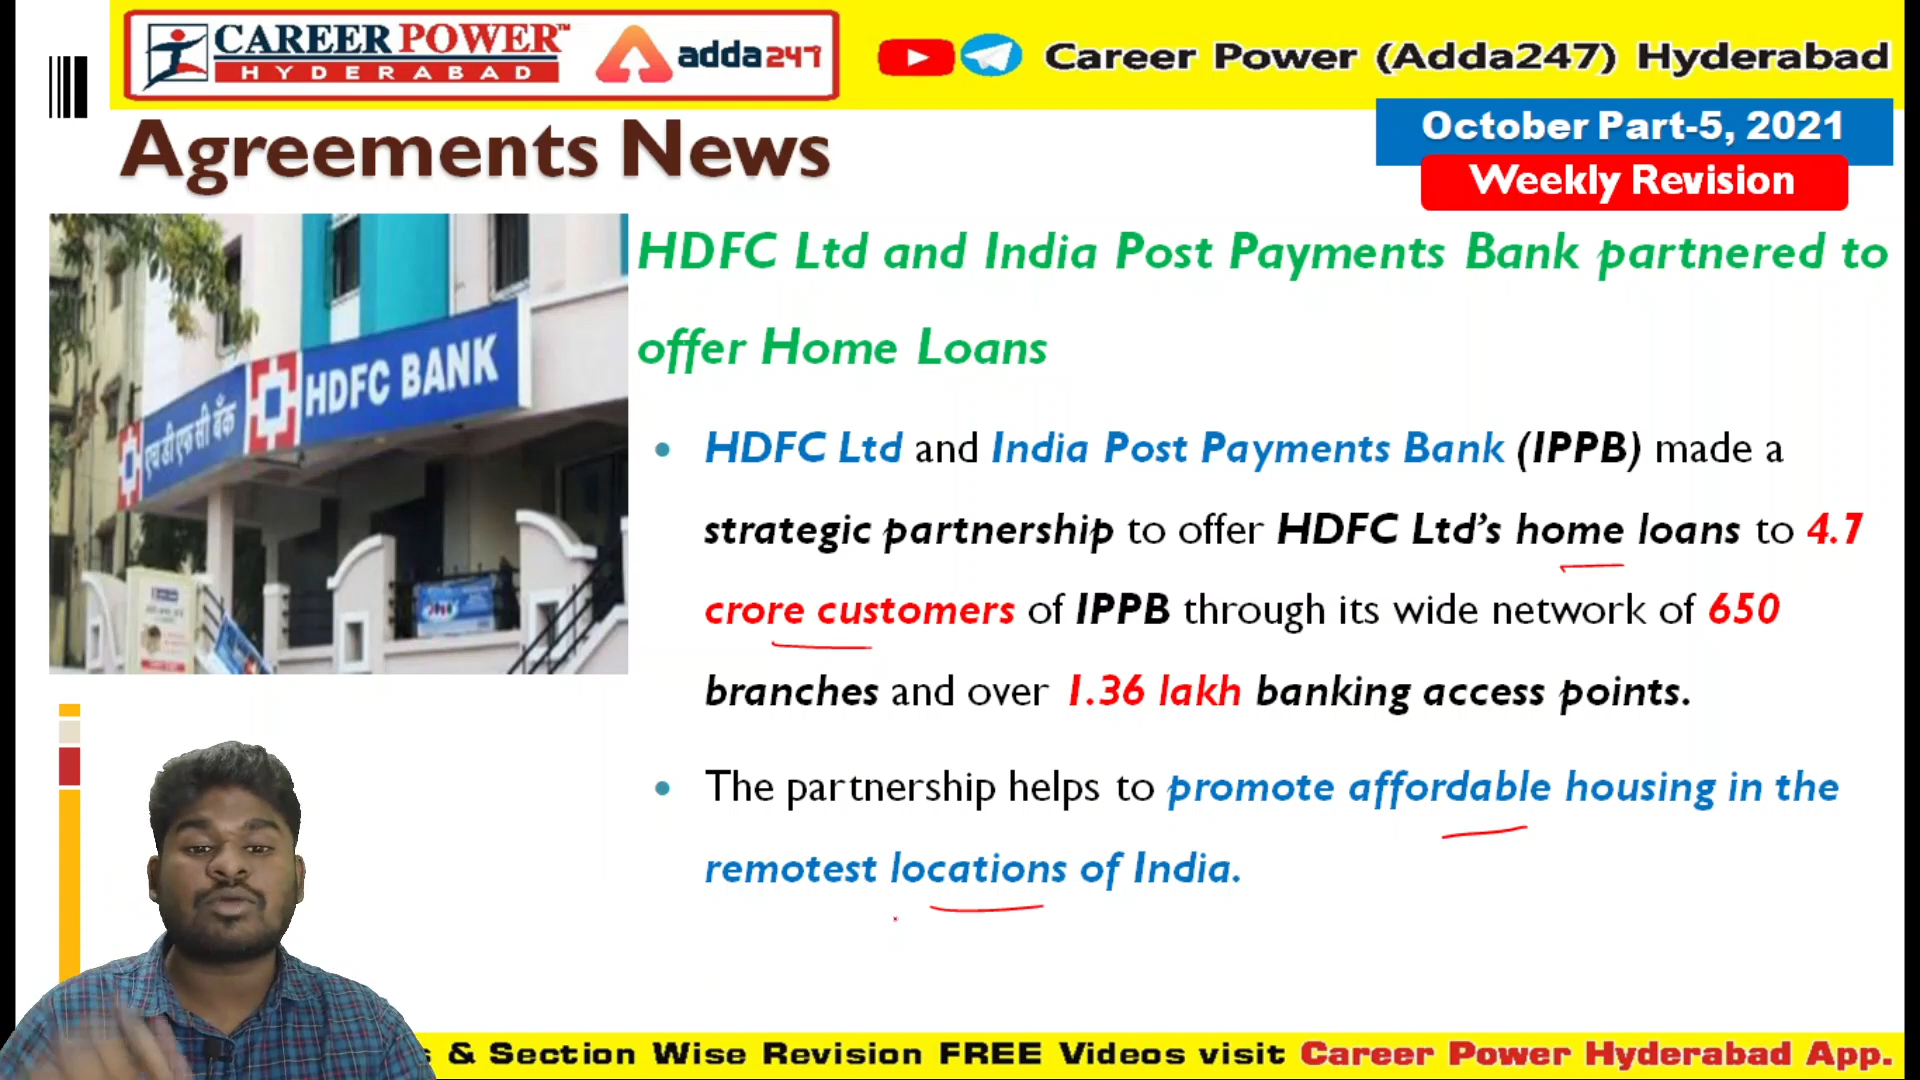 CAREER POWER™
HYDERABAD
adda247
Career Power (Adda247) Hyderabad
Agreements News
October Part-5, 2021
Weekly Revision
एच डी एफ सी बैंक
HDFC BANK
HDFC Ltd and India Post Payments Bank partnered to
offer Home Loans
HDFC Ltd and India Post Payments Bank (IPPB) made a
strategic partnership to offer HDFC Ltd's home loans to 4.7
crore customers of IPPB through its wide network of 650
branches and over 1.36 lakh banking access points.
The partnership helps to promote affordable housing in the
remotest locations of India.
& Section Wise Revision FREE Videos visit Career Power Hyderabad App.